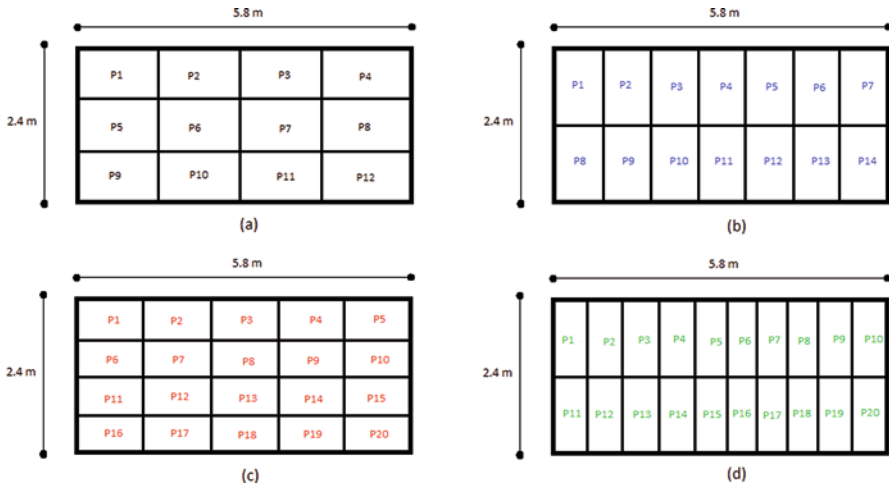 5.8 m
2.4 m
P1 P2 P3 P4
P5 P6 P7 P8
P9 P10 P11 P12
(a)
5.8 m
2.4 m
P1 P2 P3 P4 P5 P6 P7
P8 P9 P10 P11 P12 P13 P14
(b)
5.8 m
2.4 m
P1 P2 P3 P4 P5
P6 P7 P8 P9 P10
P11 P12 P13 P14 P15
P16 P17 P18 P19 P20
(c)
5.8 m
2.4 m
P1 P2 P3 P4 P5 P6 P7 P8 P9 P10
P11 P12 P13 P14 P15 P16 P17 P18 P19 P20
(d)